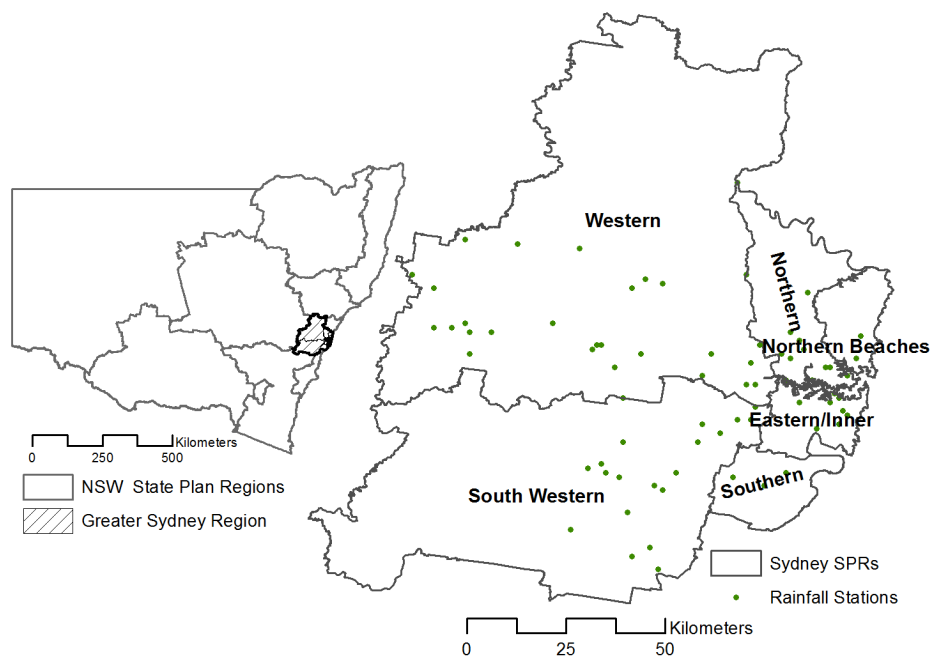 Western
Northern
Northern Beaches
Eastern/Inner
South Western
Southern
Kilometers
0 250 500
NSW State Plan Regions
Greater Sydney Region
Sydney SPRs
Rainfall Stations
Kilometers
0 25 50